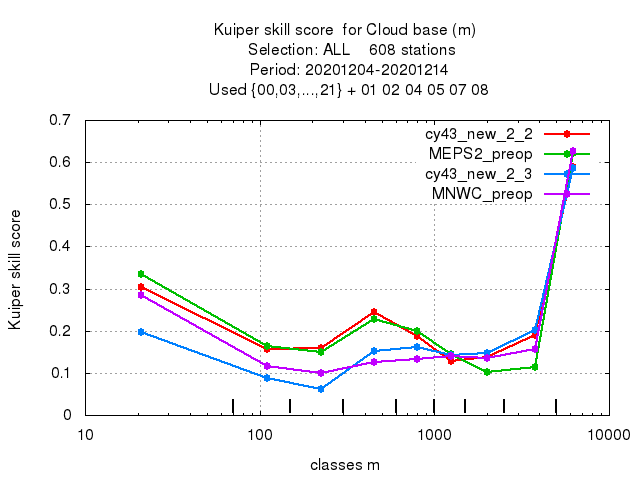 Kuiper skill score  for Cloud base (m)
Selection: ALL    608 stations
Period: 20201204-20201214
Used {00,03,...,21} + 01 02 04 05 07 08
cy43_new_2_2
MEPS2_preop
cy43_new_2_3
MNWC_preop
Kuiper skill score
0.7
0.6
0.5
0.4
0.3
0.2
0.1
0
10
100
1000
10000
classes m